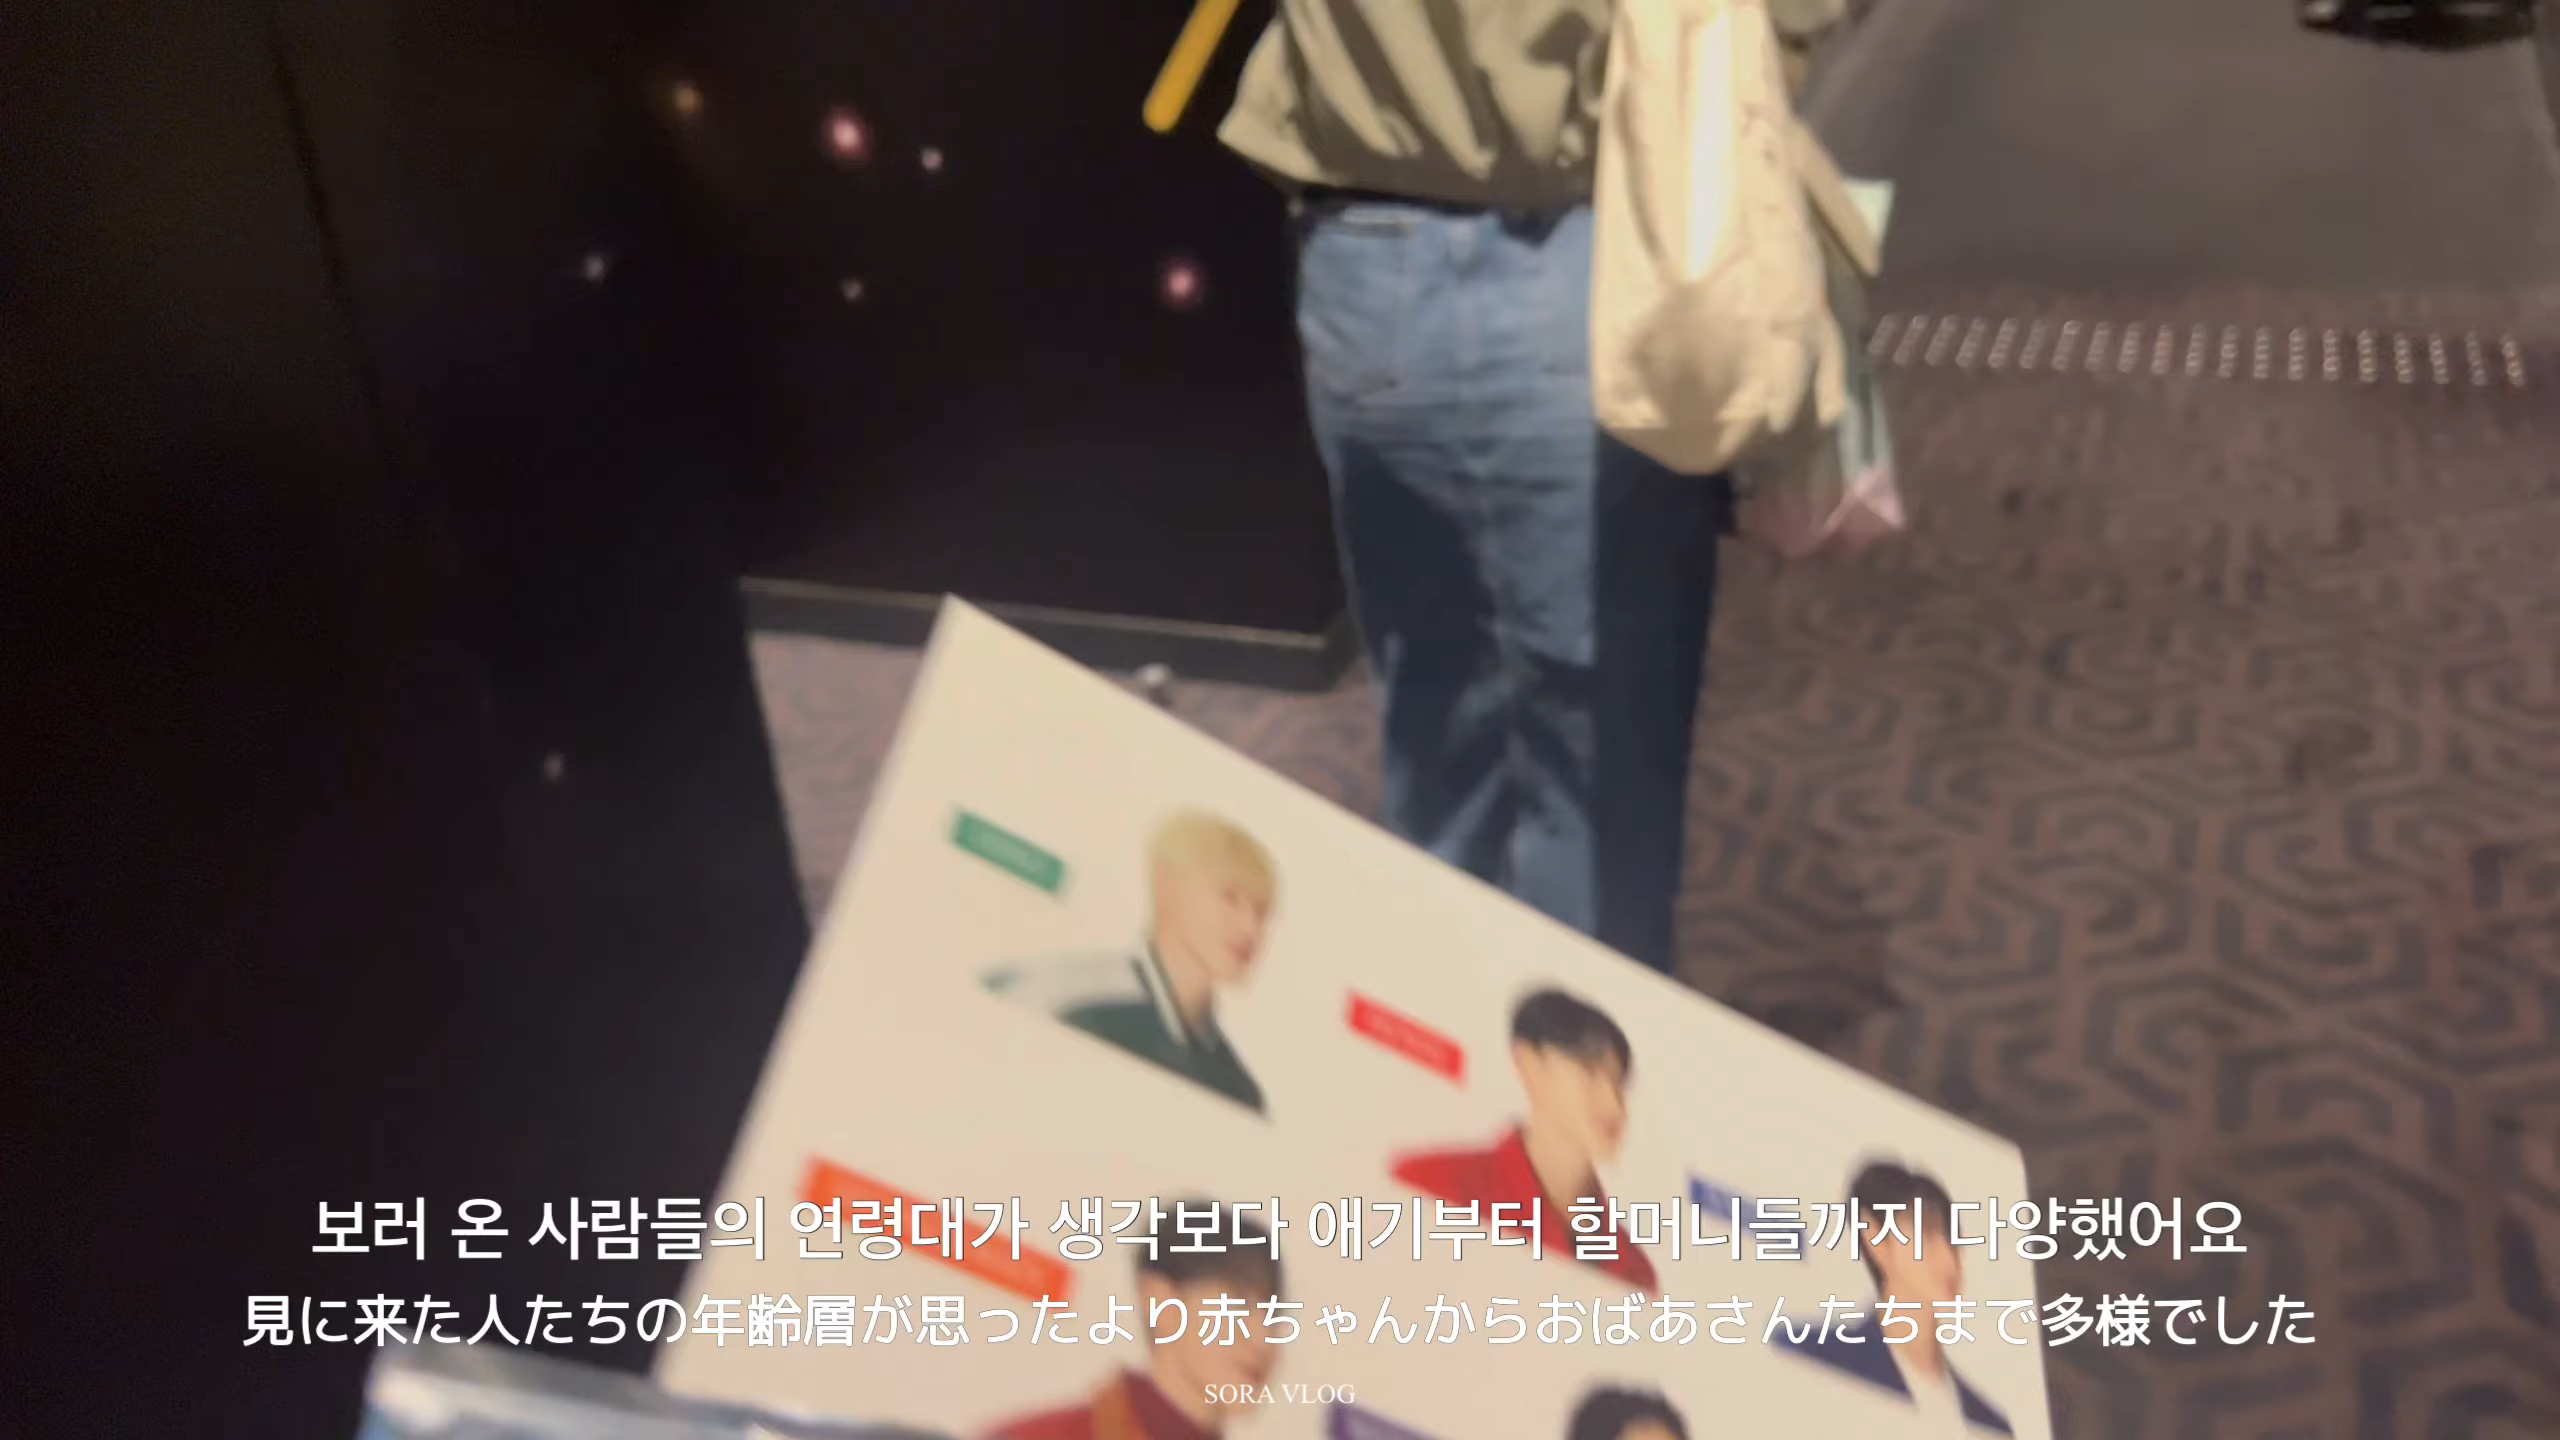 보러 온 사람들의 연령대가 생각보다 애기부터 할머니들까지 다양했어요
見に来た人たちの年齢層が思ったより赤ちゃんからおばあさんたちまで多様でした
SORA VLOG